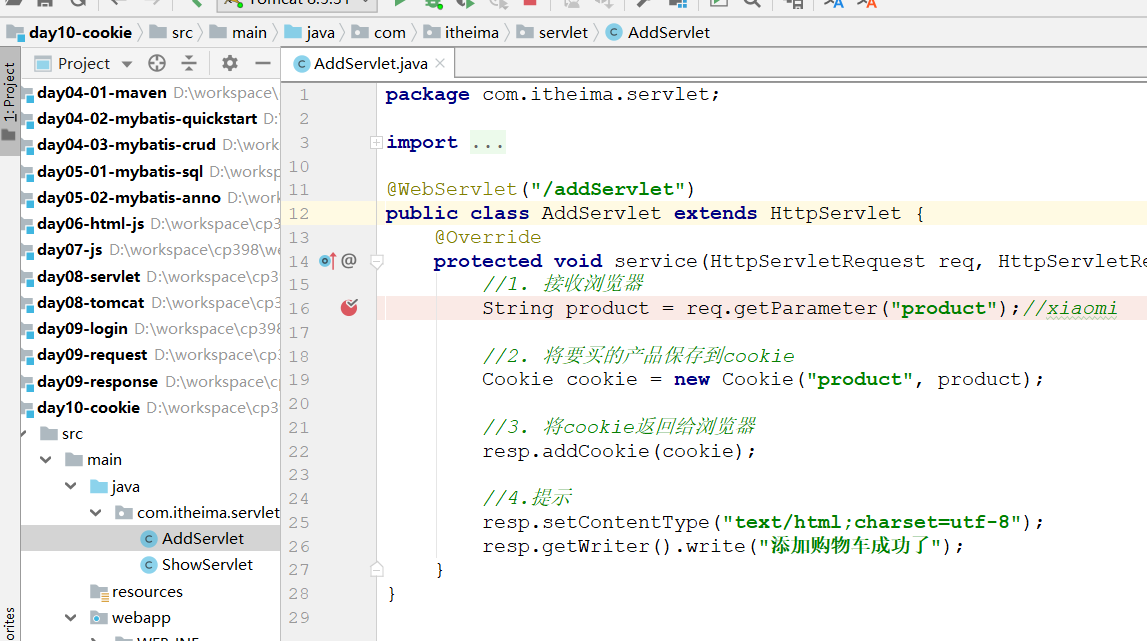 day10-cookie src main java com itheima servlet AddServlet
1: Project
Project
AddServlet.java
day04-01-maven D:\workspace\
day04-02-mybatis-quickstart D:
day04-03-mybatis-crud D:\work
day05-01-mybatis-sql D:\worksp
day05-02-mybatis-anno D:\work
day06-html-js D:\workspace\cp3
day07-js D:\workspace\cp398\we
day08-servlet D:\workspace\cp3
day08-tomcat D:\workspace\cp3
day09-login D:\workspace\cp398
day09-request D:\workspace\cp3
day09-response D:\workspace\c
day10-cookie D:\workspace\cp3
src
main
java
com.itheima.servlet
AddServlet
ShowServlet
resources
webapp
1 package com.itheima.servlet;
2
3 import ...
10
11 @WebServlet("/addServlet")
12 public class AddServlet extends HttpServlet {
13 @Override
14 protected void service(HttpServletRequest req, HttpServletRe
15 //1. 接收浏览器
16 String product = req.getParameter("product");//xiaomi
17
18 //2. 将要买的产品保存到cookie
19 Cookie cookie = new Cookie("product", product);
20
21 //3. 将cookie返回给浏览器
22 resp.addCookie(cookie);
23
24 //4.提示
25 resp.setContentType("text/html;charset=utf-8");
26 resp.getWriter().write("添加购物车成功了");
27 }
28 }
29